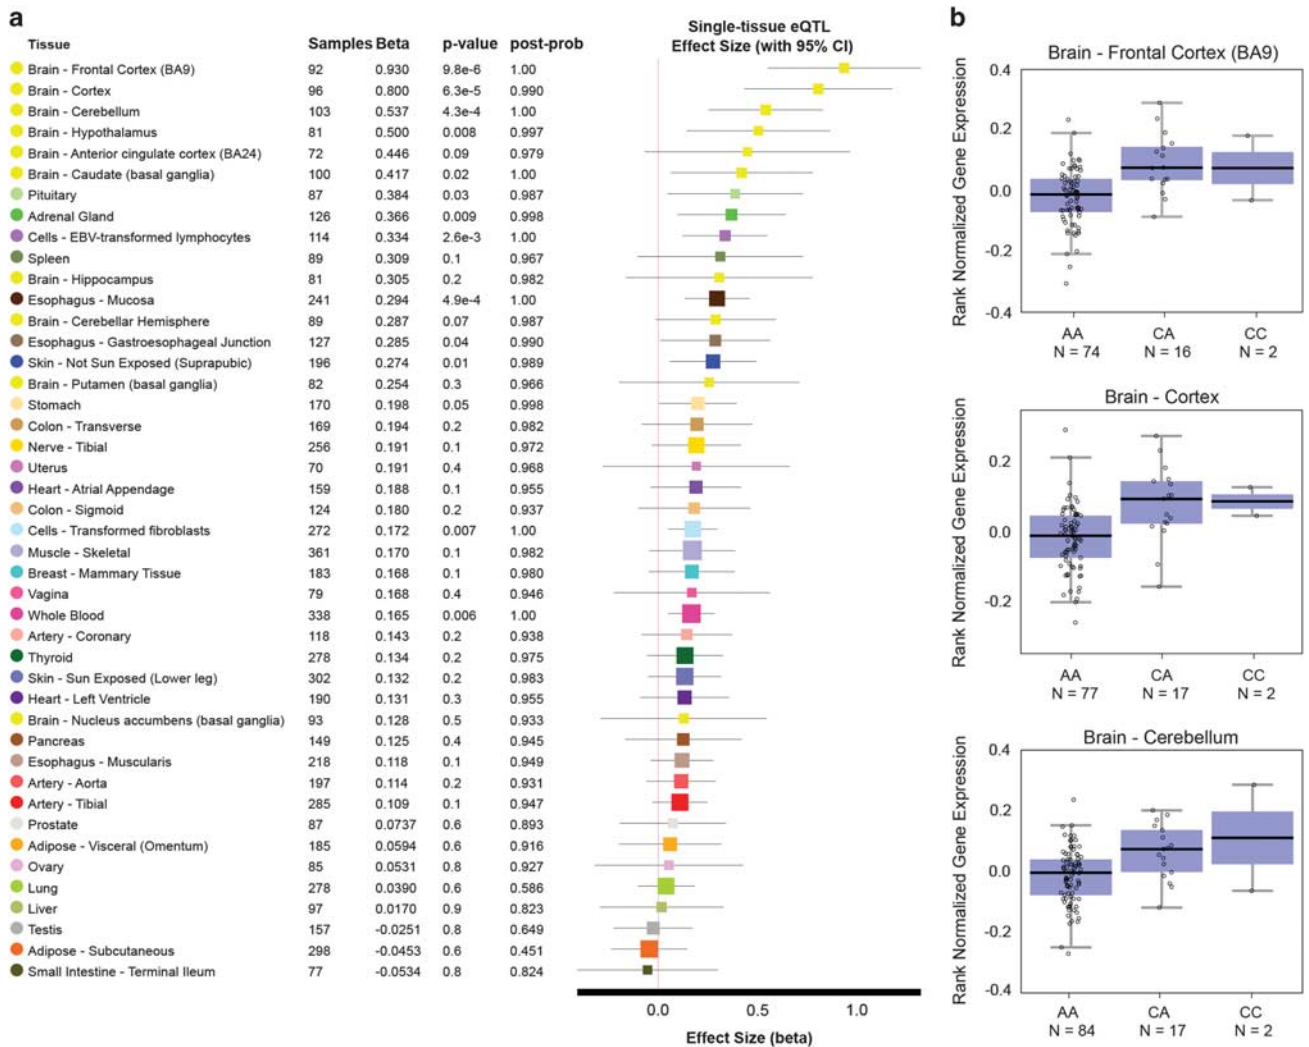 a
Single-tissue eQTL
Effect Size (with 95% CI)
Tissue Samples Beta p-value post-prob
Brain - Frontal Cortex (BA9) 92 0.930 9.8e-6 1.00
Brain - Cortex 96 0.800 6.3e-5 0.990
Brain - Cerebellum 103 0.537 4.3e-4 1.00
Brain - Hypothalamus 81 0.500 0.008 0.997
Brain - Anterior cingulate cortex (BA24) 72 0.446 0.09 0.979
Brain - Caudate (basal ganglia) 100 0.417 0.02 1.00
Pituitary 87 0.384 0.03 0.987
Adrenal Gland 126 0.366 0.009 0.998
Cells - EBV-transformed lymphocytes 114 0.334 2.6e-3 1.00
Spleen 89 0.309 0.1 0.967
Brain - Hippocampus 81 0.305 0.2 0.982
Esophagus - Mucosa 241 0.294 4.9e-4 1.00
Brain - Cerebellar Hemisphere 89 0.287 0.07 0.987
Esophagus - Gastroesophageal Junction 127 0.285 0.04 0.990
Skin - Not Sun Exposed (Suprapubic) 196 0.274 0.01 0.989
Brain - Putamen (basal ganglia) 82 0.254 0.3 0.966
Stomach 170 0.198 0.05 0.998
Colon - Transverse 169 0.194 0.2 0.982
Nerve - Tibial 256 0.191 0.1 0.972
Uterus 70 0.191 0.4 0.968
Heart - Atrial Appendage 159 0.188 0.1 0.955
Colon - Sigmoid 124 0.180 0.2 0.937
Cells - Transformed fibroblasts 272 0.172 0.007 1.00
Muscle - Skeletal 361 0.170 0.1 0.982
Breast - Mammary Tissue 183 0.168 0.1 0.980
Vagina 79 0.168 0.4 0.946
Whole Blood 338 0.165 0.006 1.00
Artery - Coronary 118 0.143 0.2 0.938
Thyroid 278 0.134 0.2 0.975
Skin - Sun Exposed (Lower leg) 302 0.132 0.2 0.983
Heart - Left Ventricle 190 0.131 0.3 0.955
Brain - Nucleus accumbens (basal ganglia) 93 0.128 0.5 0.933
Pancreas 149 0.125 0.4 0.945
Esophagus - Muscularis 218 0.118 0.1 0.949
Artery - Aorta 197 0.114 0.2 0.931
Artery - Tibial 285 0.109 0.1 0.947
Prostate 87 0.0737 0.6 0.893
Adipose - Visceral (Omentum) 185 0.0594 0.6 0.916
Ovary 85 0.0531 0.8 0.927
Lung 278 0.0390 0.6 0.586
Liver 97 0.0170 0.9 0.823
Testis 157 -0.0251 0.8 0.649
Adipose - Subcutaneous 298 -0.0453 0.6 0.451
Small Intestine - Terminal Ileum 77 -0.0534 0.8 0.824
0.0 0.5 1.0
Effect Size (beta)
b
Brain - Frontal Cortex (BA9)
Rank Normalized Gene Expression
0.4
0.2
0.0
-0.2
-0.4
AA CA CC
N = 74 N = 16 N = 2
Brain - Cortex
Rank Normalized Gene Expression
0.2
0.0
-0.2
AA CA CC
N = 77 N = 17 N = 2
Brain - Cerebellum
Rank Normalized Gene Expression
0.4
0.2
0.0
-0.2
-0.4
AA CA CC
N = 84 N = 17 N = 2